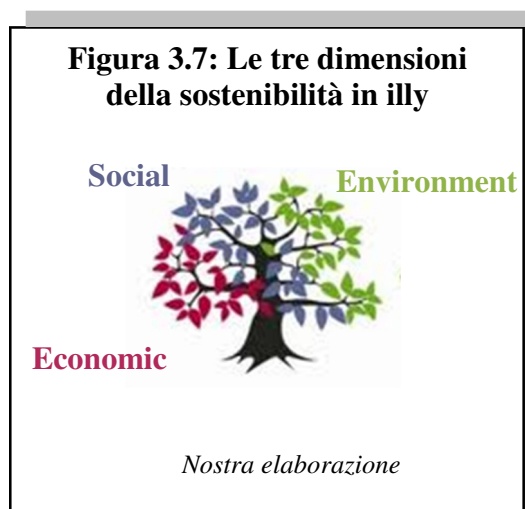 Figura 3.7: Le tre dimensioni
della sostenibilità in illy
Social
Environment
Economic
Nostra elaborazione